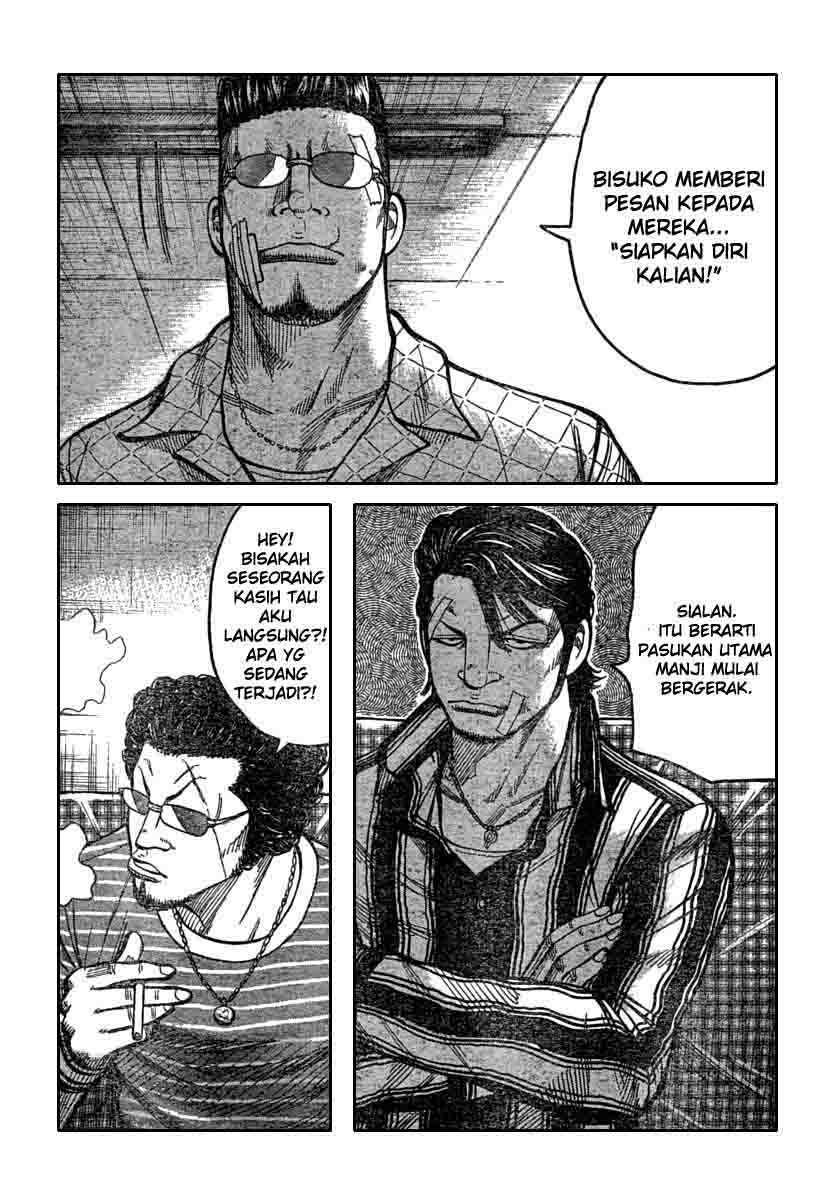 BISUKO MEMBERI
PESAN KEPADA
MEREKA...
"SIAPKAN DIRI
KALIAN!"
SIALAN.
ITU BERARTI
PASUKAN UTAMA
MANJI MULAI
BERGERAK.
HEY!
BISAKAH
SESEORANG
KASIH TAU
AKU
LANGSUNG?!
APA YG
SEDANG
TERJADI?!